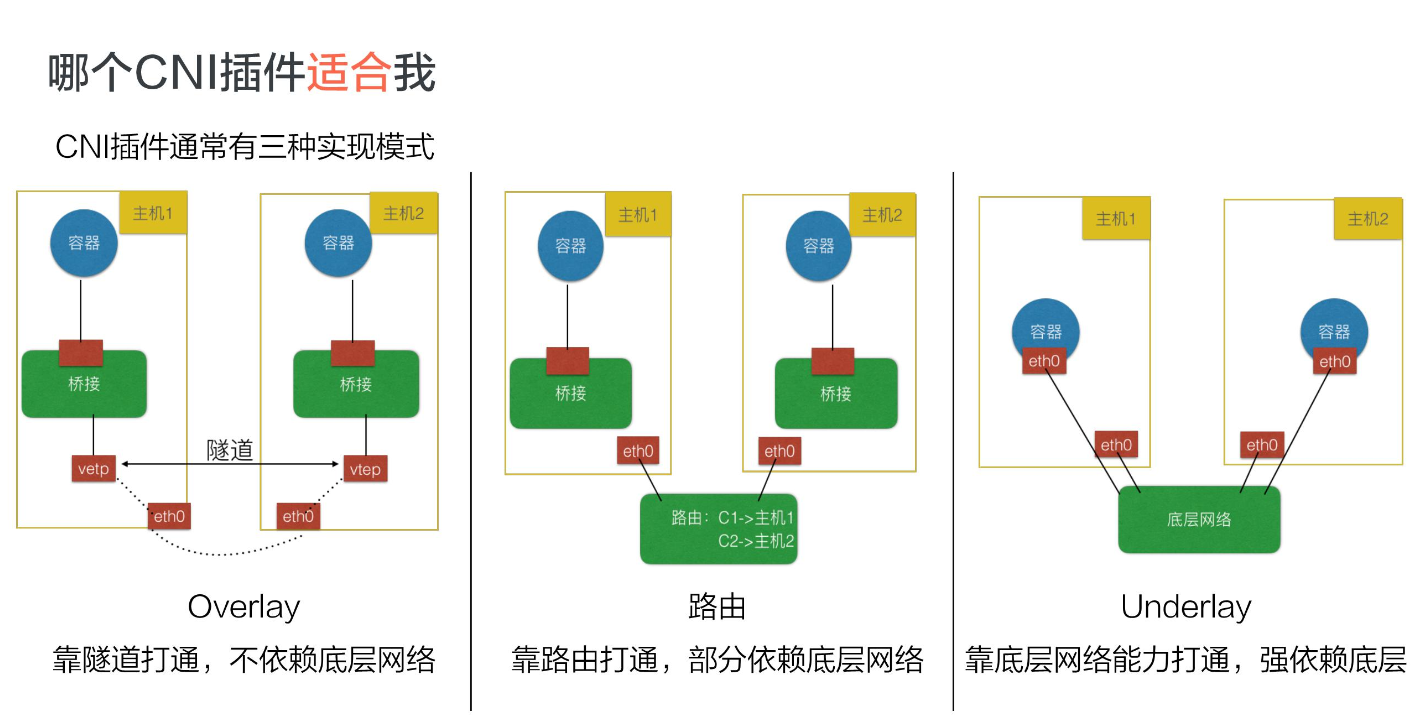 哪个CNI插件适合我
CNI插件通常有三种实现模式
主机1
容器
桥接
vetp
eth0
主机2
容器
桥接
vtep
eth0
隧道
Overlay
靠隧道打通，不依赖底层网络
主机1
容器
桥接
eth0
主机2
容器
桥接
eth0
路由：C1->主机1
C2->主机2
路由
靠路由打通，部分依赖底层网络
主机1
容器
eth0
eth0
主机2
容器
eth0
eth0
底层网络
Underlay
靠底层网络能力打通，强依赖底层